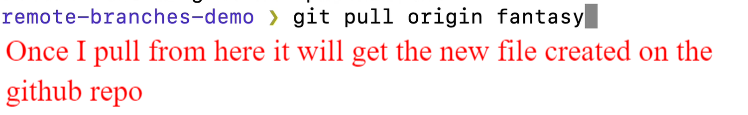 remote-branches-demo ❯ git pull origin fantasy
Once I pull from here it will get the new file created on the
github repo